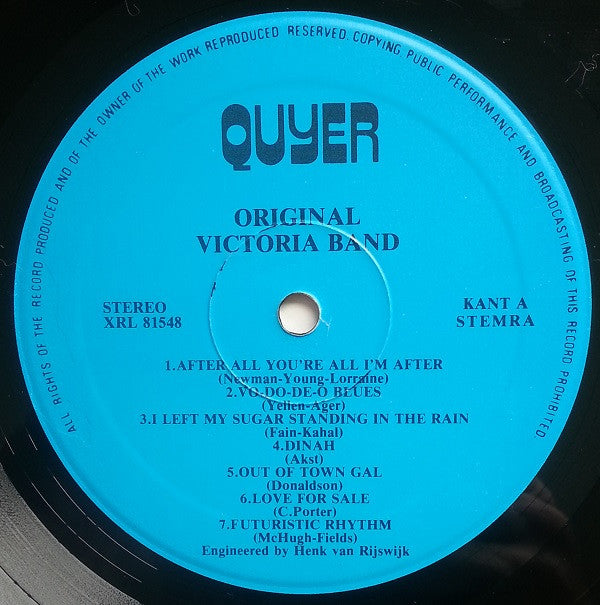 ALL RIGHTS OF THE RECORD PRODUCED AND OF THE OWNER OF THE WORK REPRODUCED RESERVED COPYING, PUBLIC PERFORMANCE AND BROADCASTING OF THIS RECORD PROHIBITED.
QUYER
ORIGINAL
VICTORIA BAND
STEREO
XRL 81548
KANT A
STEMRA
1.AFTER ALL YOU'RE ALL I'M AFTER
(Newman-Young-Lorraine)
2.VO-DO-DE-O BLUES
(Yellen-Ager)
3.I LEFT MY SUGAR STANDING IN THE RAIN
(Fain-Kahal)
4.DINAH
(Akst)
5.OUT OF TOWN GAL
(Donaldson)
6.LOVE FOR SALE
(C.Porter)
7.FUTURISTIC RHYTHM
(McHugh-Fields)
Engineered by Henk van Rijswijk